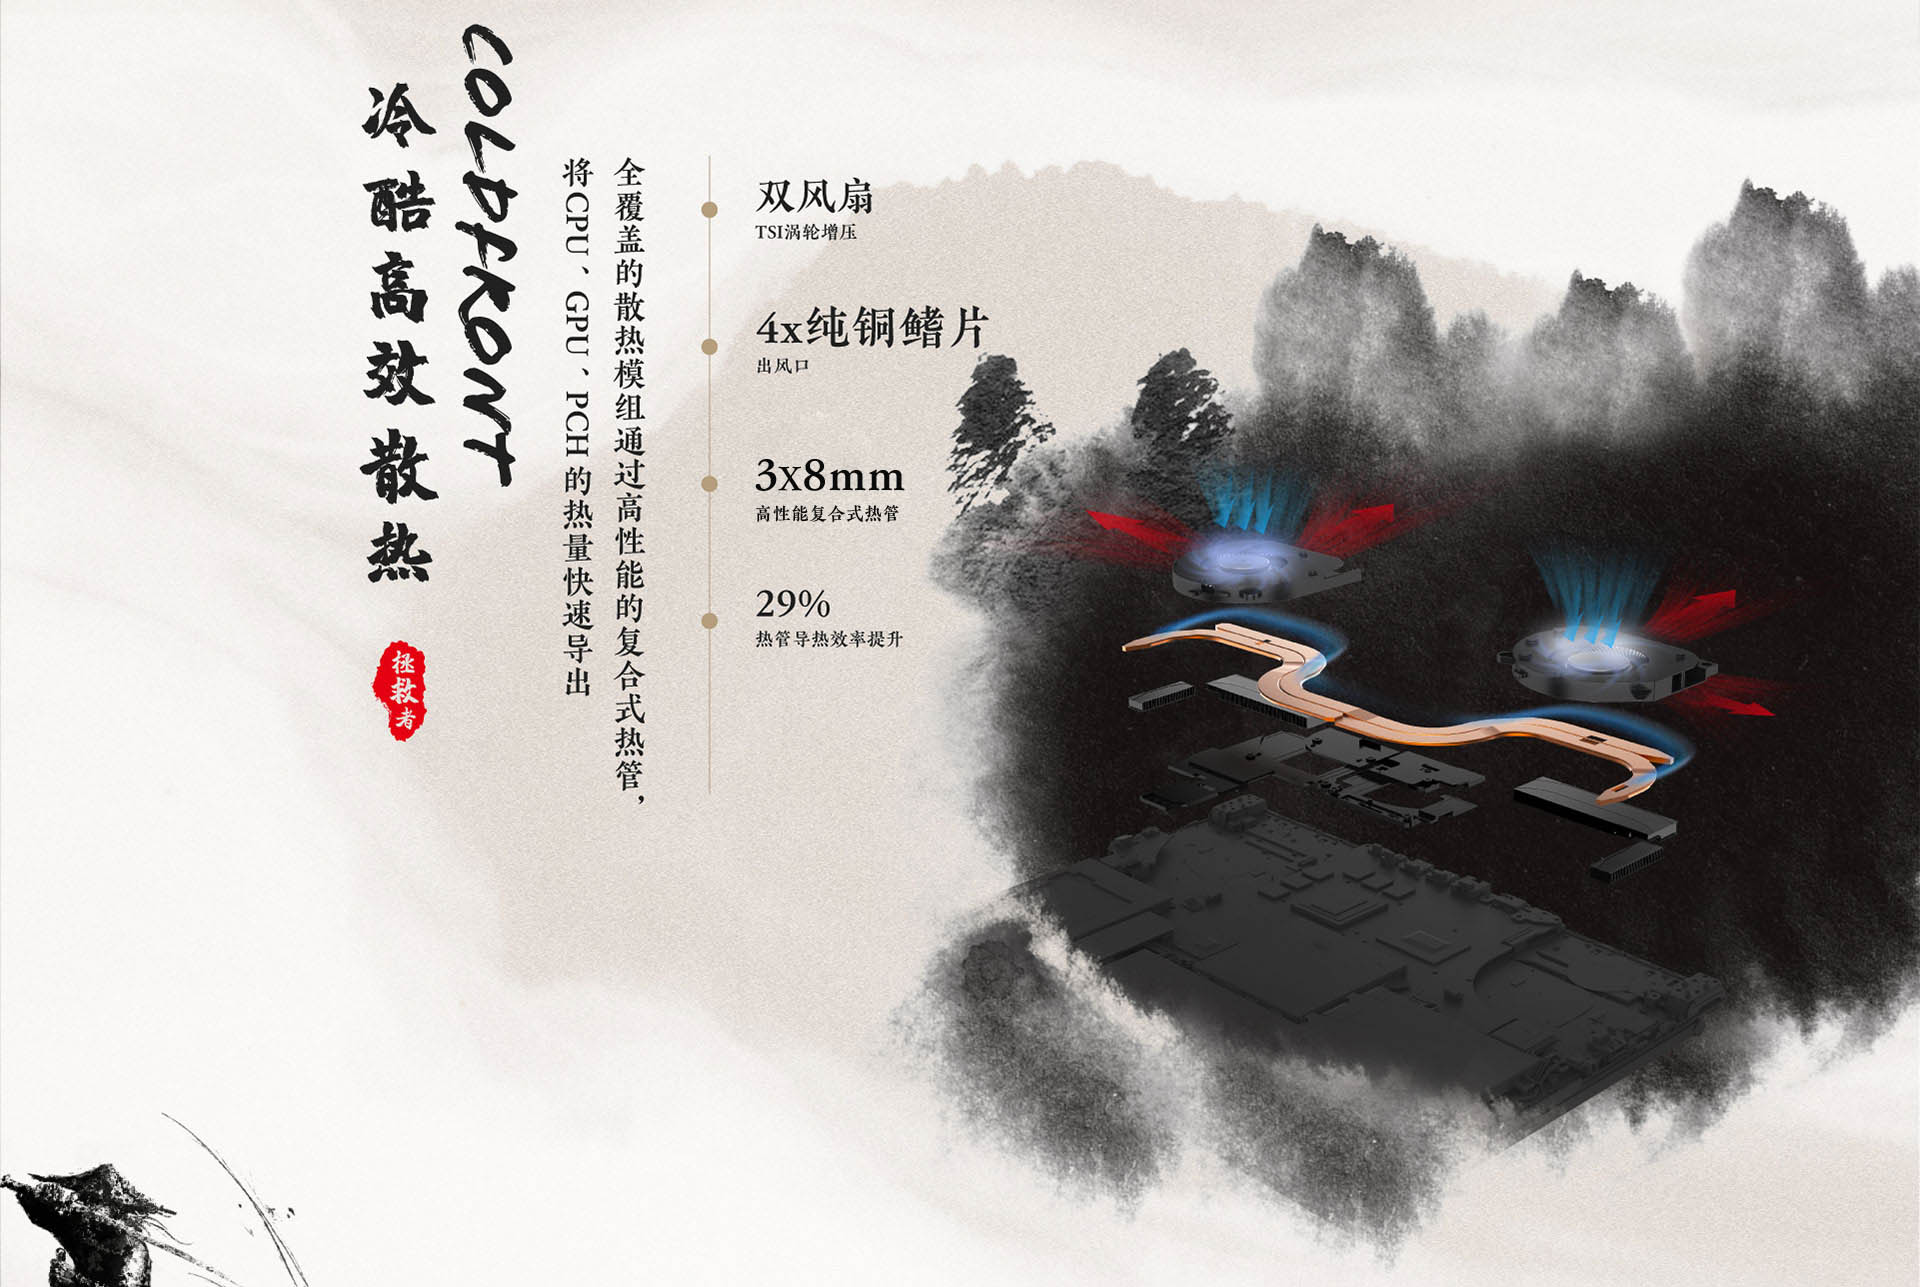 冷酷高效散热
COLDFRONT
拯救者
全覆盖的散热模组通过高性能的复合式热管，
将CPU、GPU、PCH 的热量快速导出
双风扇
TSI涡轮增压
4x纯铜鳍片
出风口
3X8mm
高性能复合式热管
29%
热管导热效率提升